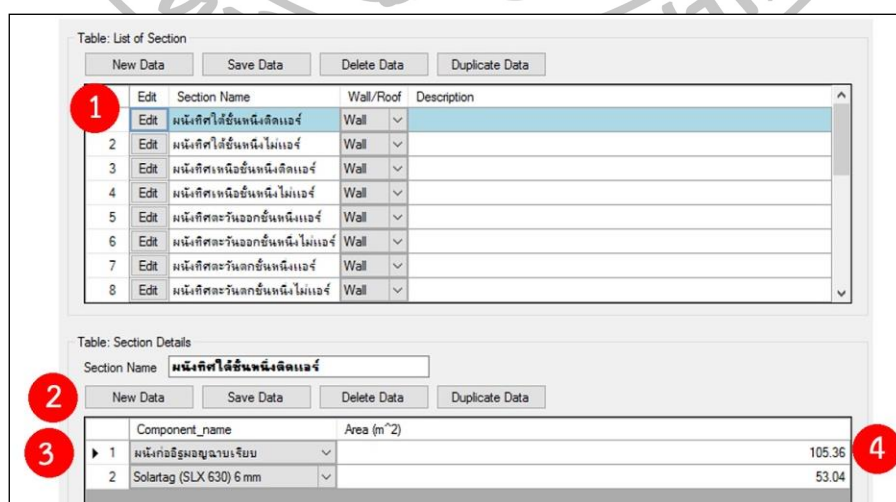 Table: List of Section
New Data Save Data Delete Data Duplicate Data
Edit Section Name Wall/Roof Description
1 Edit ผนังทิศใต้ชั้นหนึ่งติดแอร์ Wall
2 Edit ผนังทิศใต้ชั้นหนึ่งไม่แอร์ Wall
3 Edit ผนังทิศเหนือชั้นหนึ่งติดแอร์ Wall
4 Edit ผนังทิศเหนือชั้นหนึ่งไม่แอร์ Wall
5 Edit ผนังทิศตะวันออกชั้นหนึ่งแอร์ Wall
6 Edit ผนังทิศตะวันออกชั้นหนึ่งไม่แอร์ Wall
7 Edit ผนังทิศตะวันตกชั้นหนึ่งแอร์ Wall
8 Edit ผนังทิศตะวันตกชั้นหนึ่งไม่แอร์ Wall
Table: Section Details
Section Name ผนังทิศใต้ชั้นหนึ่งติดแอร์
2 New Data Save Data Delete Data Duplicate Data
Component_name Area (m^2)
3 1 ผนังก่ออิฐมอญฉาบเรียบ 105.36 4
2 Solartag (SLX 630) 6 mm 53.04